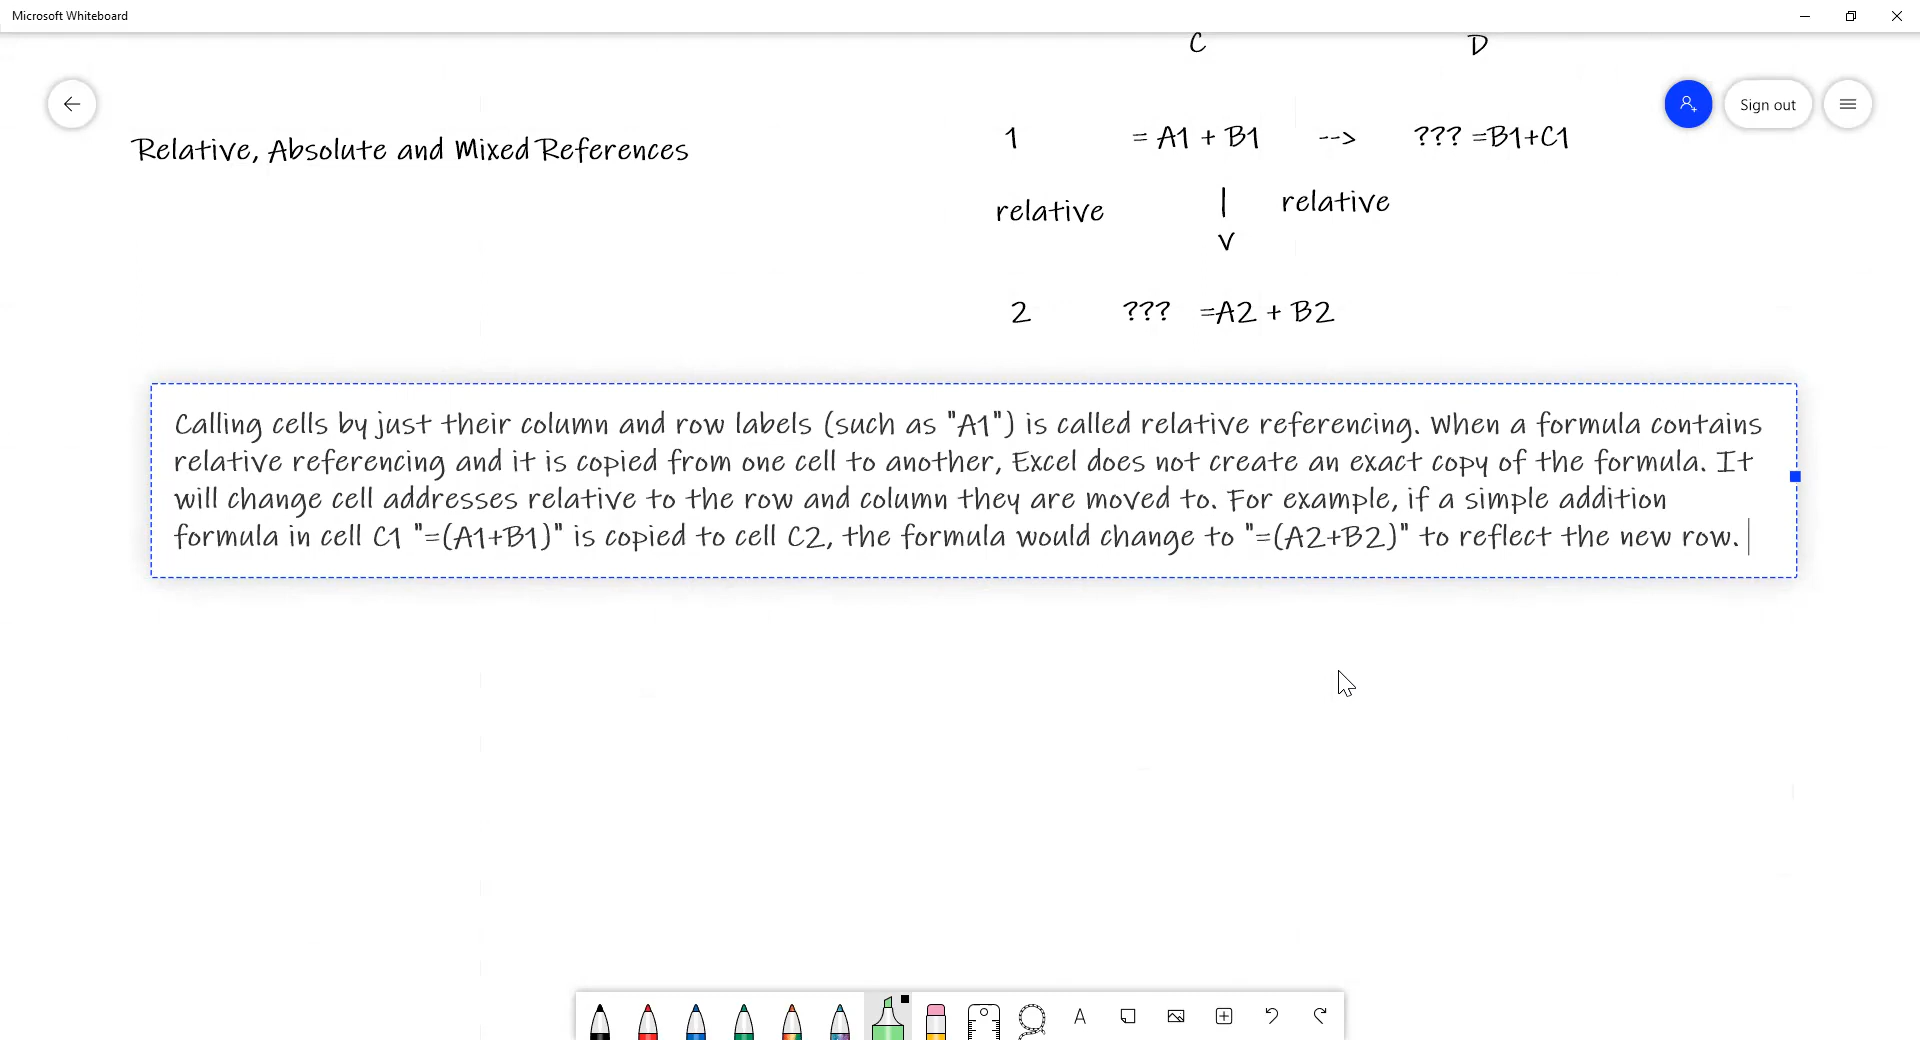 Microsoft Whiteboard
C D
Sign out
Relative, Absolute and Mixed References
1 = A1 + B1 --> ??? =B1+C1
relative | relative
v
2 ??? =A2 + B2
Calling cells by just their column and row labels (such as "A1") is called relative referencing. When a formula contains
relative referencing and it is copied from one cell to another, Excel does not create an exact copy of the formula. It
will change cell addresses relative to the row and column they are moved to. For example, if a simple addition
formula in cell C1 "=(A1+B1)" is copied to cell C2, the formula would change to "=(A2+B2)" to reflect the new row.
A